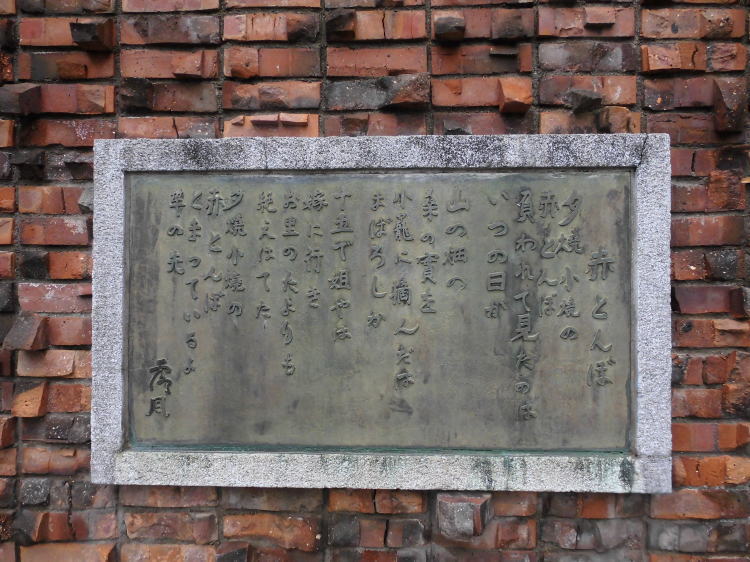 赤とんぼ
夕焼小焼の
赤とんぼ
負われて見たのは
いつの日か
山の畑の
桑の実を
小籠に摘んだは
まぼろしか
十五で姐やは
嫁に行き
お里のたよりも
絶えはてた
夕焼小焼の
赤とんぼ
とまっているよ
竿の先
露風